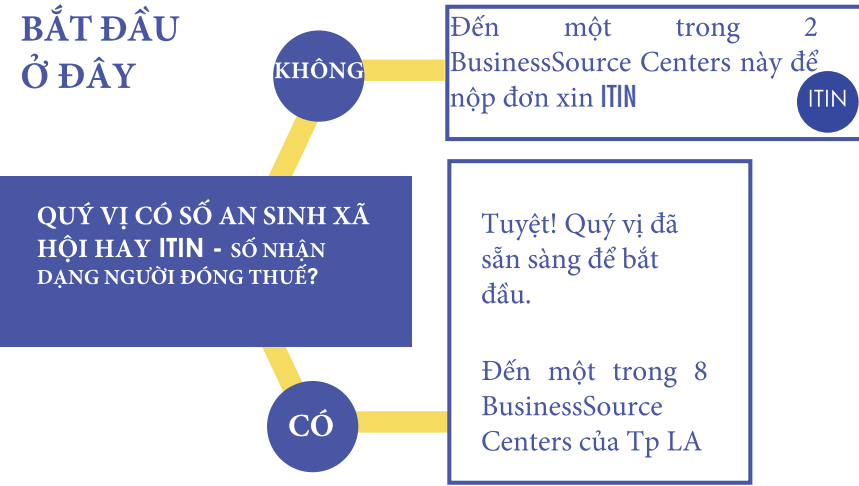 BẮT ĐẦU
Ở ĐÂY
KHÔNG
Đến một trong 2
BusinessSource Centers này để
nộp đơn xin ITIN
ITIN
QUÝ VỊ CÓ SỐ AN SINH XÃ
HỘI HAY ITIN - SỐ NHẬN
DẠNG NGƯỜI ĐÓNG THUẾ?
Tuyệt! Quý vị đã
sẵn sàng để bắt
đầu.
Đến một trong 8
BusinessSource
Centers của Tp LA
CÓ